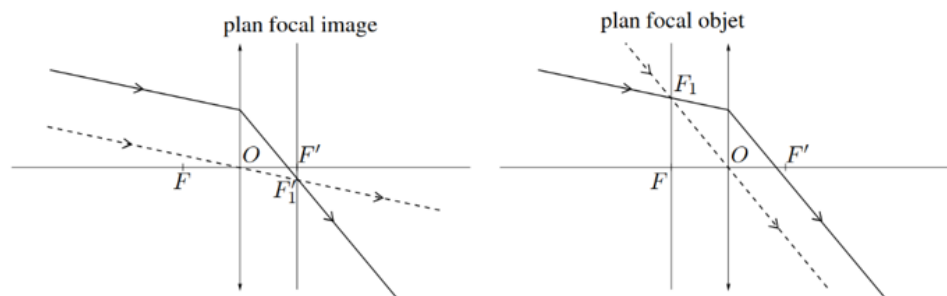 plan focal image
O
F'
F
F'₁
plan focal objet
F₁
O
F'
F